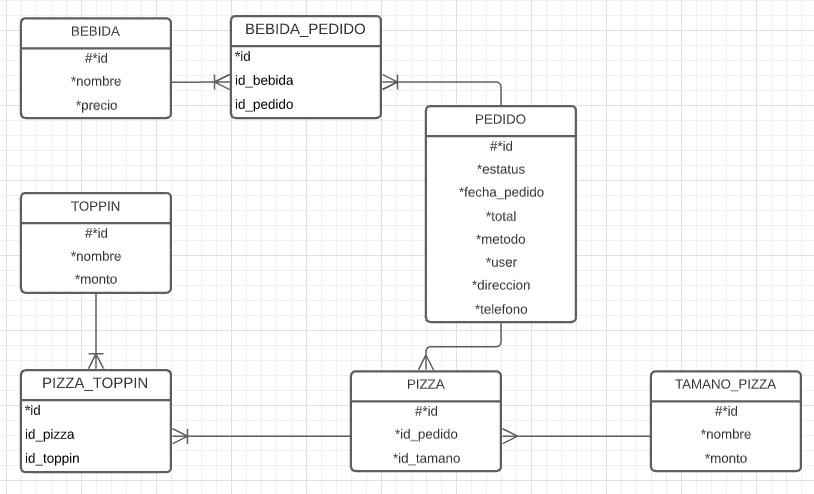 BEBIDA
#*id
*nombre
*precio
BEBIDA_PEDIDO
*id
id_bebida
id_pedido
PEDIDO
#*id
*estatus
*fecha_pedido
*total
*metodo
*user
*direccion
*telefono
TOPPIN
#*id
*nombre
*monto
PIZZA_TOPPIN
*id
id_pizza
id_toppin
PIZZA
#*id
*id_pedido
*id_tamano
TAMANO_PIZZA
#*id
*nombre
*monto